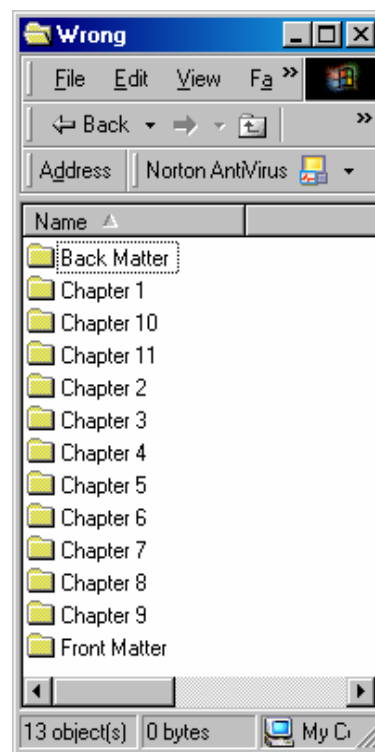 Wrong
File Edit View Fa »
Back »
Address Norton AntiVirus
Name
Back Matter
Chapter 1
Chapter 10
Chapter 11
Chapter 2
Chapter 3
Chapter 4
Chapter 5
Chapter 6
Chapter 7
Chapter 8
Chapter 9
Front Matter
13 object(s) 0 bytes My